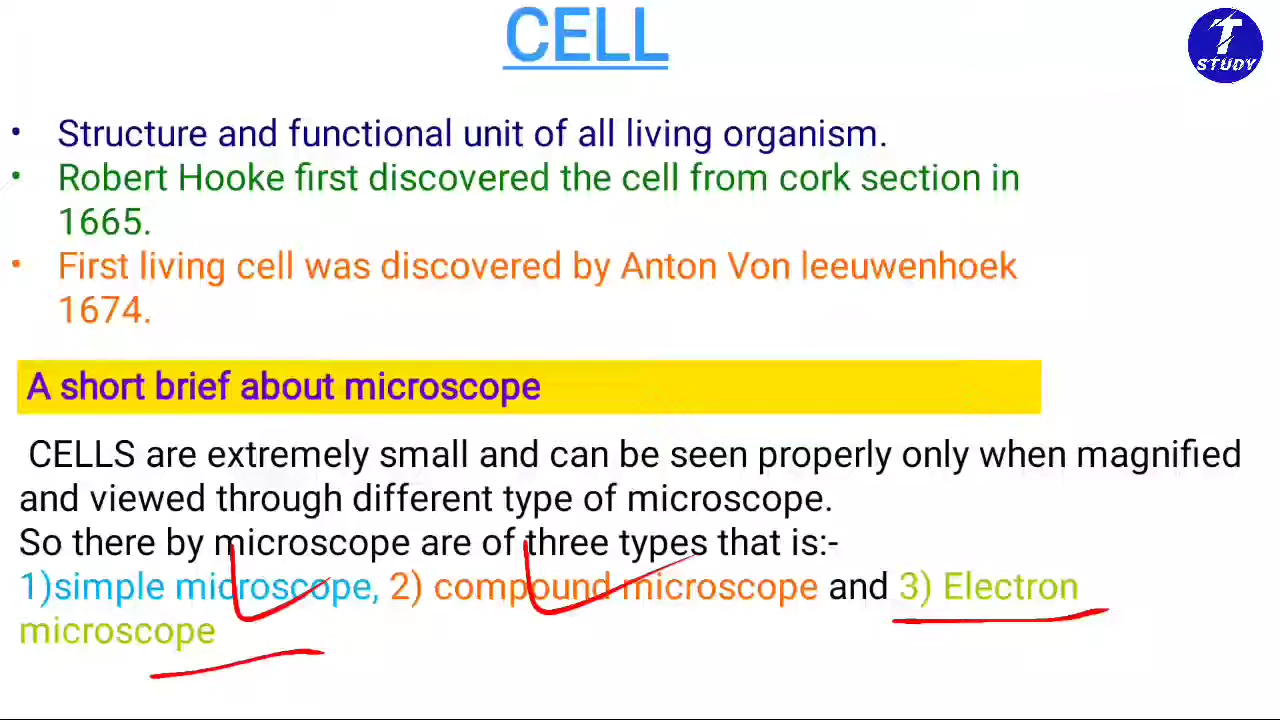 CELL
T
STUDY
• Structure and functional unit of all living organism.
• Robert Hooke first discovered the cell from cork section in
1665.
• First living cell was discovered by Anton Von leeuwenhoek
1674.
A short brief about microscope
CELLS are extremely small and can be seen properly only when magnified
and viewed through different type of microscope.
So there by microscope are of three types that is:-
1)simple microscope, 2) compound microscope and 3) Electron
microscope